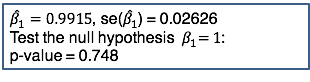 β̂₁ = 0.9915, se(β̂₁) = 0.02626
Test the null hypothesis β₁ = 1:
p-value = 0.748